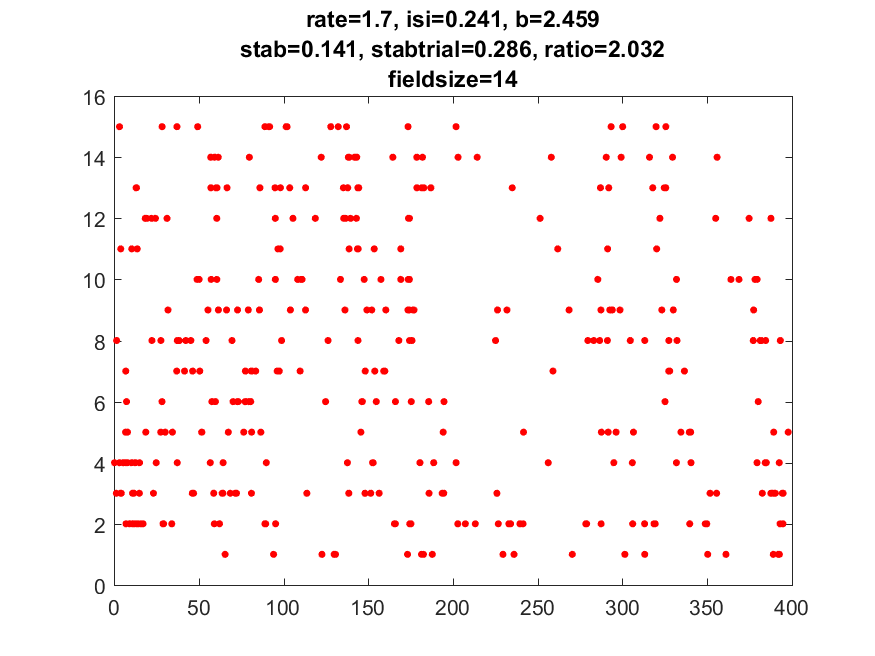 rate=1.7, isi=0.241, b=2.459
stab=0.141, stabtrial=0.286, ratio=2.032
fieldsize=14
16
14
12
10
8
6
4
2
0
0 50 100 150 200 250 300 350 400